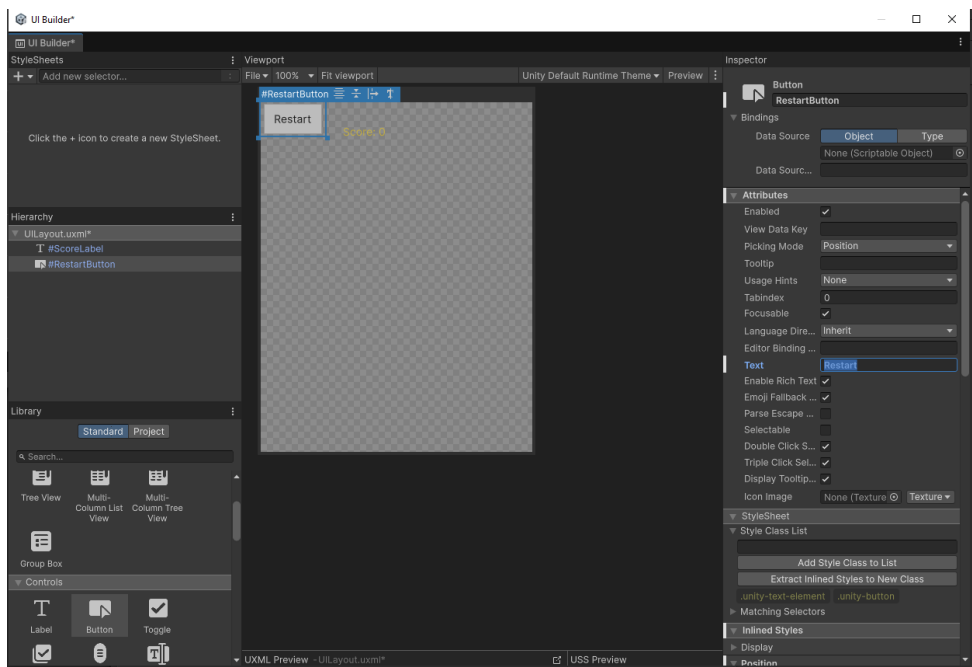 UI Builder*
UI Builder*
StyleSheets
Add new selector...
Click the + icon to create a new StyleSheet.
Hierarchy
UILayout.uxml*
#ScoreLabel
#RestartButton
Library
Standard Project
Search...
Tree View
Multi-Column List View
Multi-Column Tree View
Group Box
Controls
Label
Button
Toggle
Viewport
File 100% Fit viewport
Unity Default Runtime Theme Preview
#RestartButton
Restart
Score: 0
UXML Preview - UILayout.uxml*
USS Preview
Inspector
Button
RestartButton
Bindings
Data Source Object Type
None (Scriptable Object)
Data Sourc...
Attributes
Enabled
View Data Key
Picking Mode Position
Tooltip
Usage Hints None
Tabindex 0
Focusable
Language Dire... Inherit
Editor Binding ...
Text Restart
Enable Rich Text
Emoji Fallback ...
Parse Escape ...
Selectable
Double Click S...
Triple Click Sel...
Display Tooltip...
Icon Image None (Texture Texture
StyleSheet
Style Class List
Add Style Class to List
Extract Inlined Styles to New Class
.unity-text-element .unity-button
Matching Selectors
Inlined Styles
Display
Position